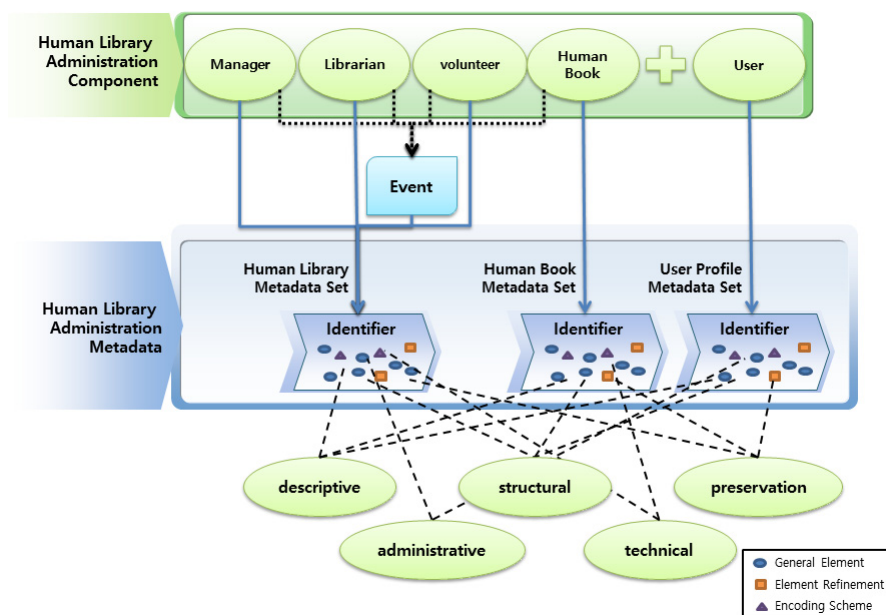 Human Library
Administration
Component
Manager
Librarian
volunteer
Human
Book
User
Event
Human Library
Administration
Metadata
Human Library
Metadata Set
Human Book
Metadata Set
User Profile
Metadata Set
Identifier
Identifier
Identifier
descriptive
structural
preservation
administrative
technical
General Element
Element Refinement
Encoding Scheme